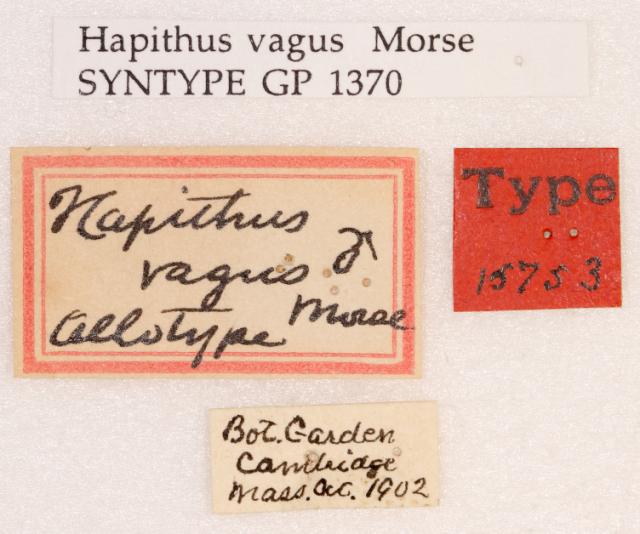 Hapithus vagus Morse
SYNTYPE GP 1370
Hapithus ♂
vagus
Allotype Morse
Type
15753
Bot. Garden
Cambridge
Mass. Oc. 1902